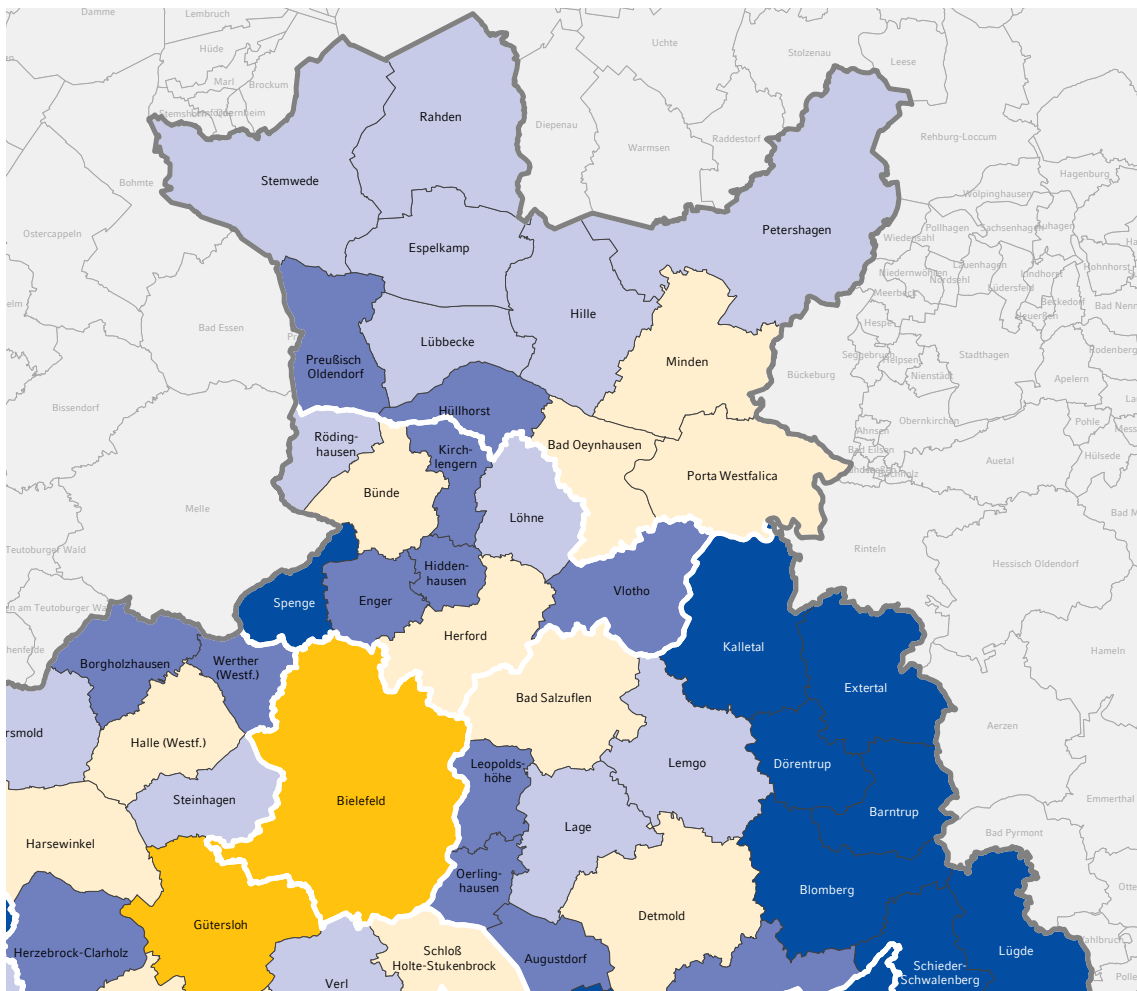 Damme
Lembruch
Hüde
Uchte
Stolzenau
Leese
Marl
Brockum
Rahden
Diepenau
Raddestorf
Rehburg-Loccum
Warmsen
Hagenburg
Bohmte
Stemwede
Wölpinghausen
Ostercappeln
Petershagen
Pollhagen
Sachsenhagen
Wiedensahl
Espelkamp
Lauenhagen
Lindhorst
Niedernwöhren
Nordsehl
Lüdersfeld
Meerbeck
Beckedorf
Heuerßen
Bad Essen
Hille
Hespe
Lübbecke
Stadthagen
Seggebruch
Helpsen
Preußisch
Oldendorf
Minden
Bückeburg
Nienstädt
Apelern
Bissendorf
Hüllhorst
Obernkirchen
Pohle
Ahnsen
Röding-
hausen
Kirch-
lengern
Bad Oeynhausen
Bad Eilsen
Auetal
Hülsede
Porta Westfalica
Buchholz
Bünde
Melle
Löhne
Rinteln
Teutoburger Wald
Hessisch Oldendorf
Hidden-
hausen
Spenge
Enger
Vlotho
Herford
Kalletal
Hameln
Borgholzhausen
Werther
(Westf.)
Extertal
Bad Salzuflen
Aerzen
rsmold
Halle (Westf.)
Leopolds-
höhe
Lemgo
Dörentrup
Steinhagen
Bielefeld
Emmerthal
Barntrup
Lage
Harsewinkel
Bad Pyrmont
Oerling-
hausen
Blomberg
Detmold
Gütersloh
Herzebrock-Clarholz
Schloß
Holte-Stukenbrock
Augustdorf
Lügde
Schieder-
Schwalenberg
Verl